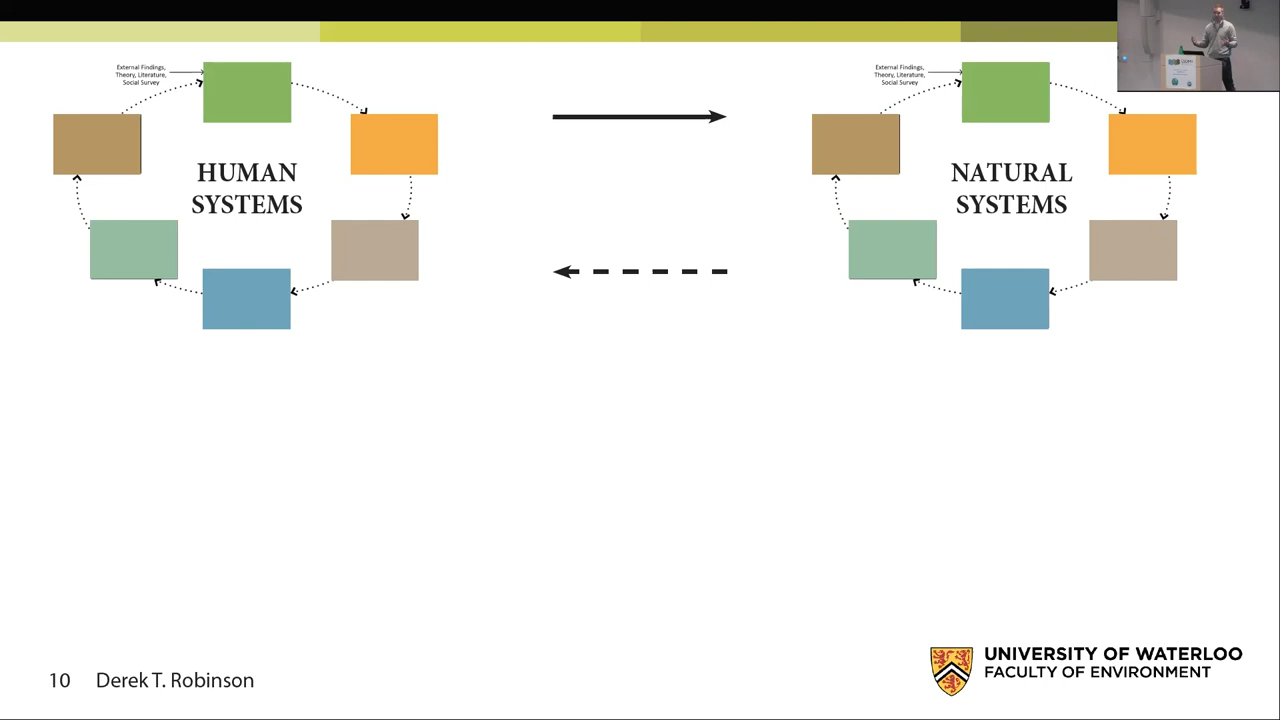 External Findings,
Theory, Literature,
Social Survey
HUMAN
SYSTEMS
External Findings,
Theory, Literature,
Social Survey
NATURAL
SYSTEMS
10 Derek T. Robinson
UNIVERSITY OF WATERLOO
FACULTY OF ENVIRONMENT